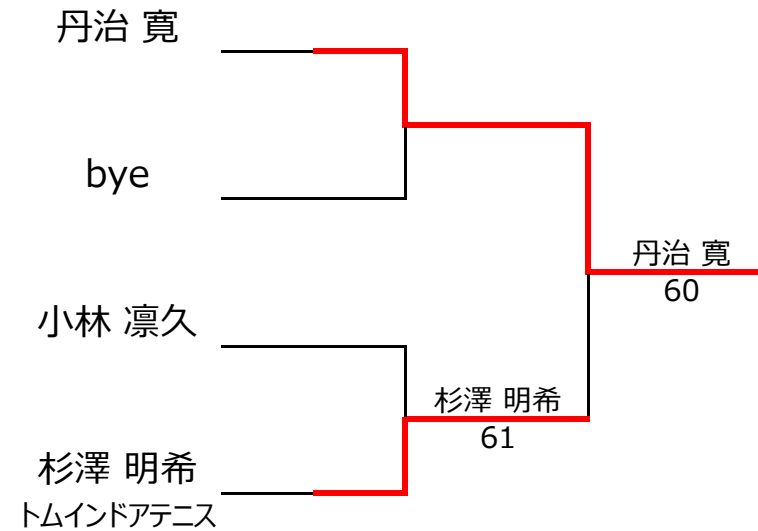 丹治 寛
bye
丹治 寛
60
小林 凛久
杉澤 明希
61
杉澤 明希
トムインドアテニス